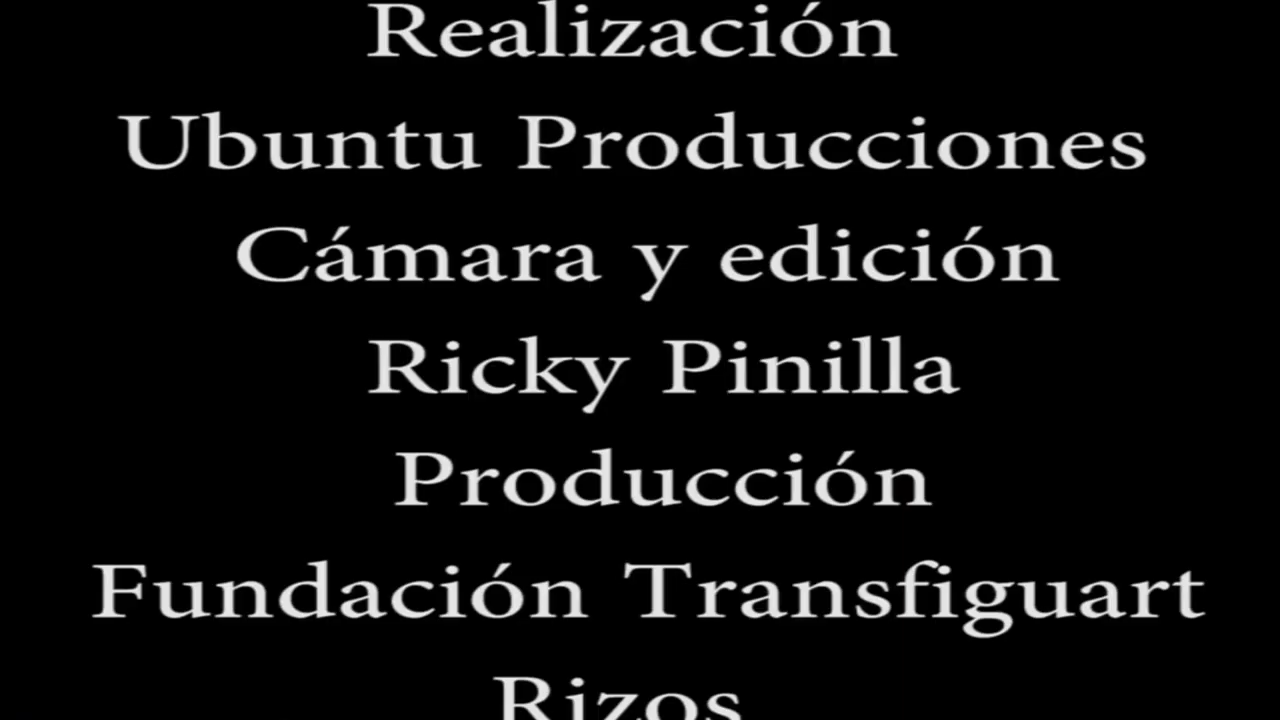 Realización
Ubuntu Producciones
Cámara y edición
Ricky Pinilla
Producción
Fundación Transfiguart
Rizos